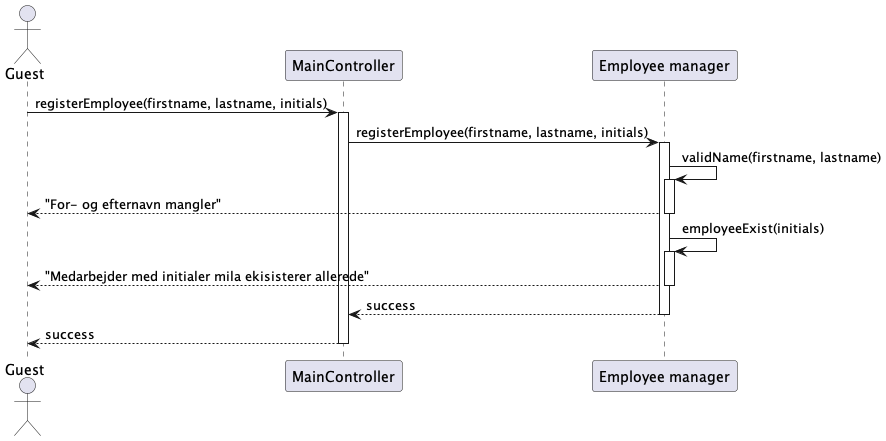 Guest
MainController
Employee manager
registerEmployee(firstname, lastname, initials)
registerEmployee(firstname, lastname, initials)
validName(firstname, lastname)
"For- og efternavn mangler"
employeeExist(initials)
"Medarbejder med initialer mila ekisisterer allerede"
success
success
Guest
MainController
Employee manager